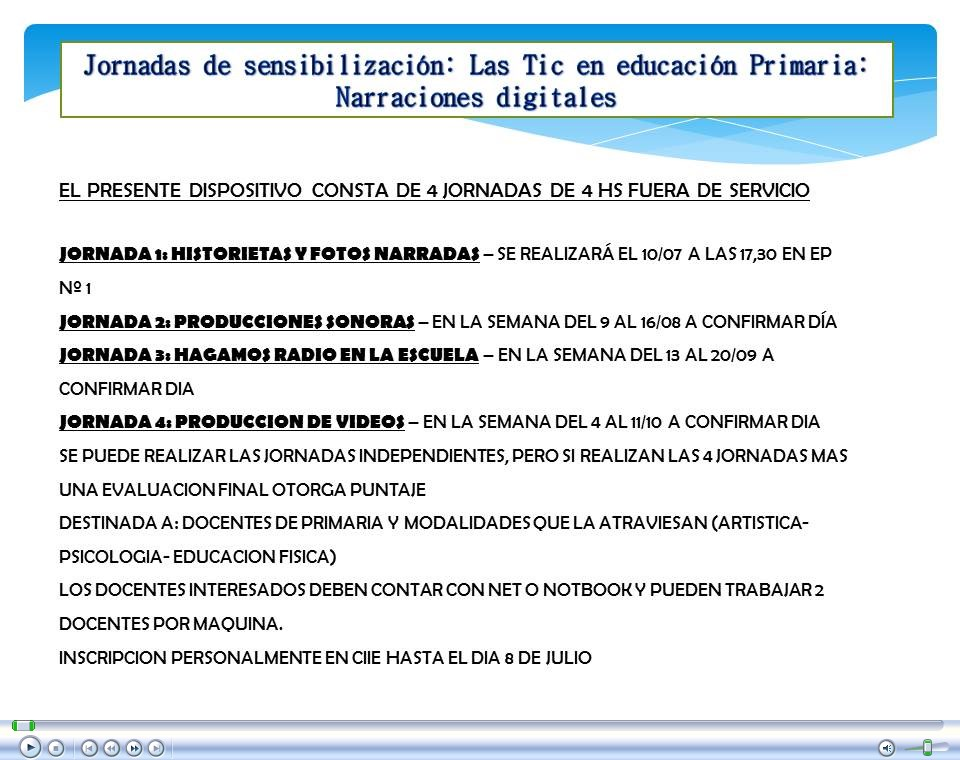 Jornadas de sensibilización: Las Tic en educación Primaria:
Narraciones digitales
EL PRESENTE DISPOSITIVO CONSTA DE 4 JORNADAS DE 4 HS FUERA DE SERVICIO
JORNADA 1: HISTORIETAS Y FOTOS NARRADAS – SE REALIZARÁ EL 10/07 A LAS 17,30 EN EP
Nº 1
JORNADA 2: PRODUCCIONES SONORAS – EN LA SEMANA DEL 9 AL 16/08 A CONFIRMAR DÍA
JORNADA 3: HAGAMOS RADIO EN LA ESCUELA – EN LA SEMANA DEL 13 AL 20/09 A
CONFIRMAR DIA
JORNADA 4: PRODUCCION DE VIDEOS – EN LA SEMANA DEL 4 AL 11/10 A CONFIRMAR DIA
SE PUEDE REALIZAR LAS JORNADAS INDEPENDIENTES, PERO SI REALIZAN LAS 4 JORNADAS MAS
UNA EVALUACION FINAL OTORGA PUNTAJE
DESTINADA A: DOCENTES DE PRIMARIA Y MODALIDADES QUE LA ATRAVIESAN (ARTISTICA-
PSICOLOGIA- EDUCACION FISICA)
LOS DOCENTES INTERESADOS DEBEN CONTAR CON NET O NOTBOOK Y PUEDEN TRABAJAR 2
DOCENTES POR MAQUINA.
INSCRIPCION PERSONALMENTE EN CIIE HASTA EL DIA 8 DE JULIO